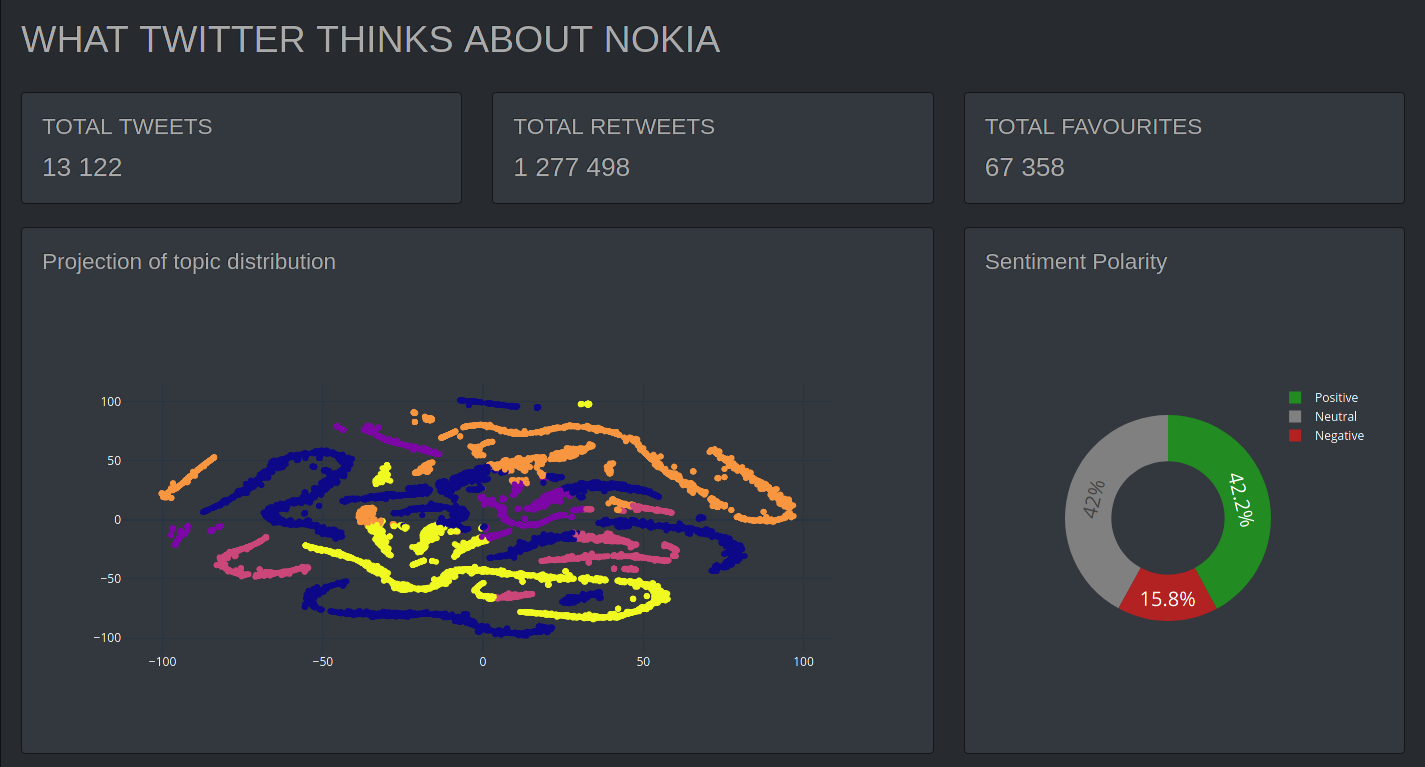 WHAT TWITTER THINKS ABOUT NOKIA
TOTAL TWEETS
13 122
TOTAL RETWEETS
1 277 498
TOTAL FAVOURITES
67 358
Projection of topic distribution
100
50
0
−50
−100
−100
−50
0
50
100
Sentiment Polarity
Positive
Neutral
Negative
42%
42.2%
15.8%